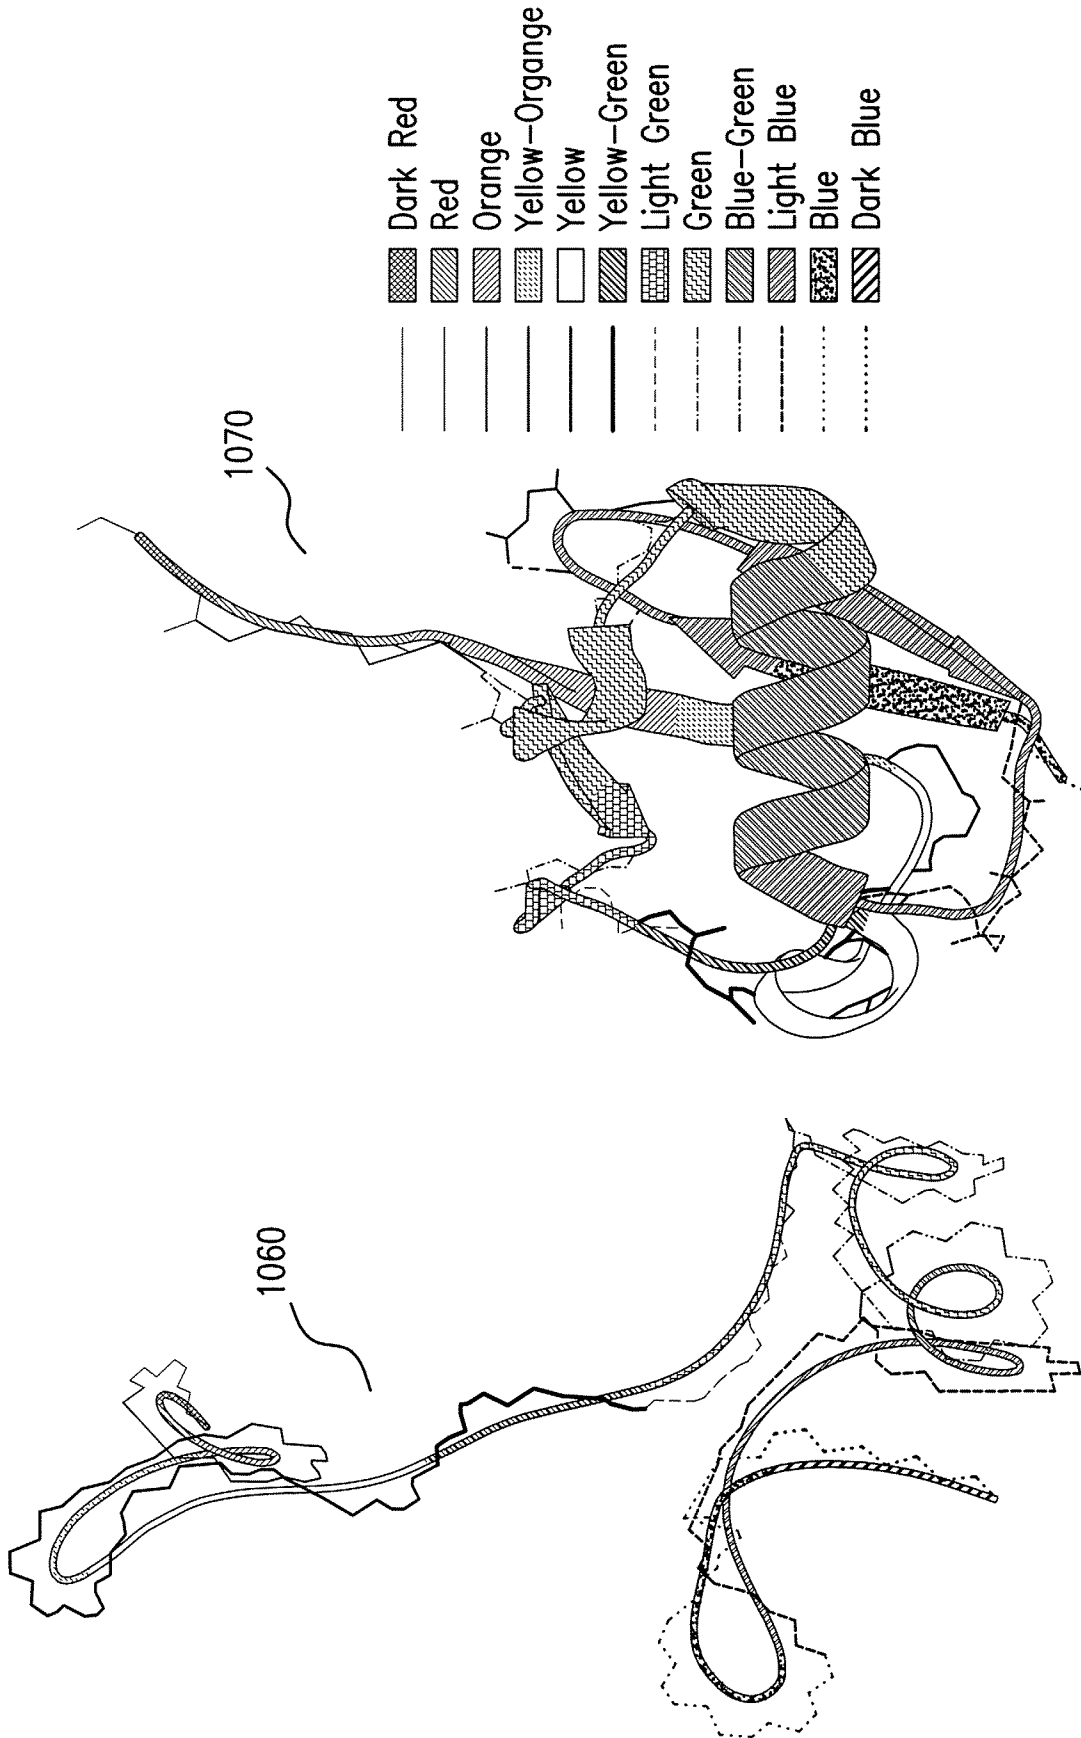 1060
1070
Dark Red
Red
Orange
Yellow-Organge
Yellow
Yellow-Green
Light Green
Green
Blue-Green
Light Blue
Blue
Dark Blue